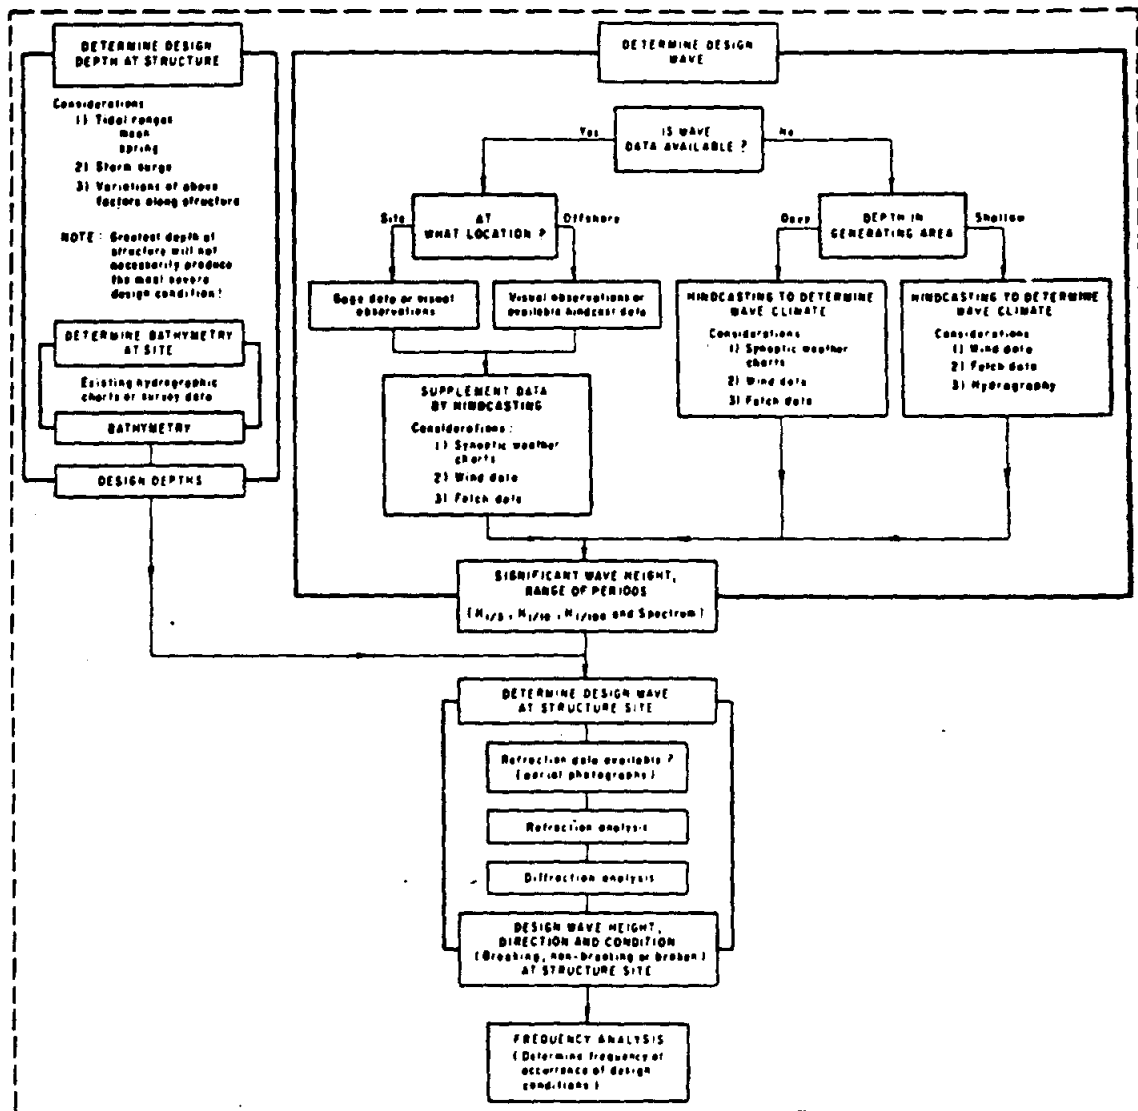 DETERMINE DESIGN
DEPTH AT STRUCTURE
Considerations
1) Tidal ranges
mean
spring
2) Storm surge
3) Variations of above
factors along structure
NOTE: Greatest depth at
structure will not
necessarily produce
the most severe
design condition!
DETERMINE BATHYMETRY
AT SITE
Existing hydrographic
charts or survey data
BATHYMETRY
DESIGN DEPTHS
DETERMINE DESIGN
WAVE
IS WAVE
DATA AVAILABLE ?
Yes
No
AT
WHAT LOCATION ?
Site
Offshore
Gage data or visual
observations
Visual observations or
available hindcast data
SUPPLEMENT DATA
BY HINDCASTING
Considerations:
1) Synoptic weather
charts
2) Wind data
3) Fetch data
DEPTH IN
GENERATING AREA
Deep
Shallow
HINDCASTING TO DETERMINE
WAVE CLIMATE
Considerations
1) Synoptic weather
charts
2) Wind data
3) Fetch data
HINDCASTING TO DETERMINE
WAVE CLIMATE
Considerations
1) Wind data
2) Fetch data
3) Hydrography
SIGNIFICANT WAVE HEIGHT,
RANGE OF PERIODS
(H1/3, H1/10, H1/100 and Spectrum)
DETERMINE DESIGN WAVE
AT STRUCTURE SITE
Refraction data available ?
(aerial photographs)
Refraction analysis
Diffraction analysis
DESIGN WAVE HEIGHT,
DIRECTION AND CONDITION
(Breaking, non-breaking or broken)
AT STRUCTURE SITE
FREQUENCY ANALYSIS
(Determine frequency of
occurrence of design
conditions)